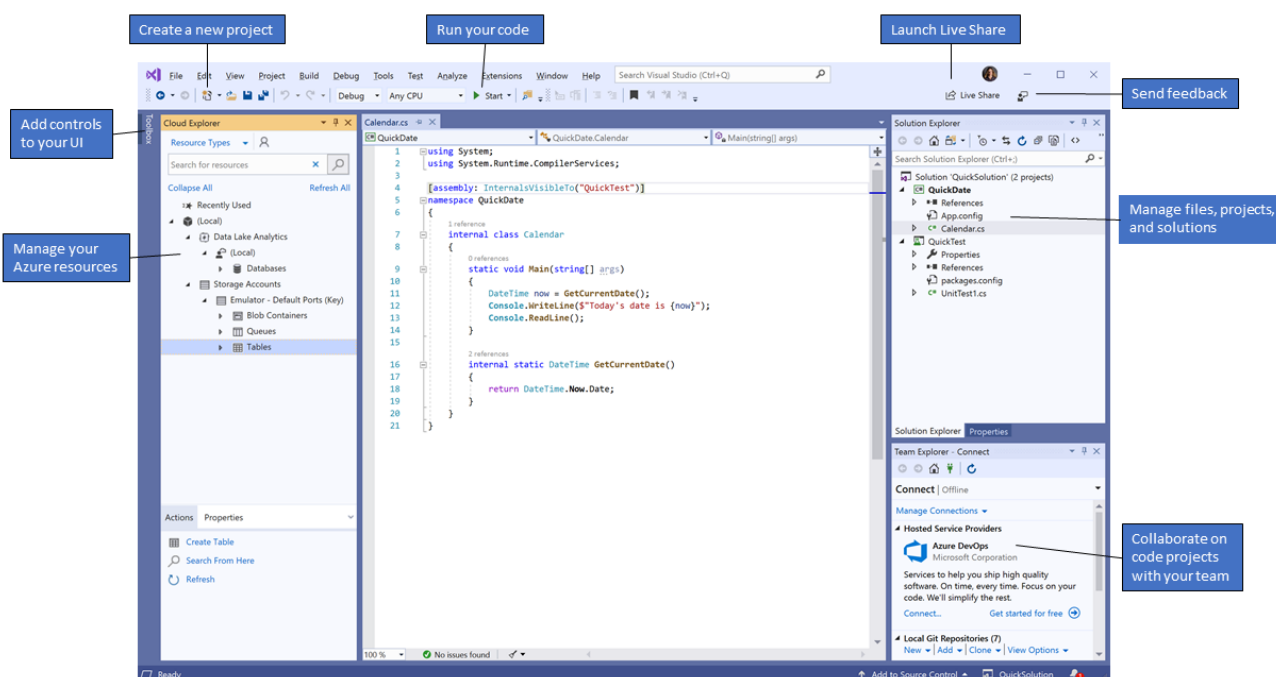 Create a new project
Run your code
Launch Live Share
File Edit View Project Build Debug Tools Test Analyze Extensions Window Help Search Visual Studio (Ctrl+Q)
Debug Any CPU Start Live Share
Send feedback
Add controls
to your UI
Toolbox
Cloud Explorer
Resource Types
Search for resources
Collapse All Refresh All
Recently Used
(Local)
Data Lake Analytics
(Local)
Databases
Storage Accounts
Emulator - Default Ports (Key)
Blob Containers
Queues
Tables
Manage your
Azure resources
Actions Properties
Create Table
Search From Here
Refresh
Calendar.cs
QuickDate QuickDate.Calendar Main(string[] args)
1 using System;
2 using System.Runtime.CompilerServices;
3
4 [assembly: InternalsVisibleTo("QuickTest")]
5 namespace QuickDate
6 {
1 reference
7 internal class Calendar
8 {
0 references
9 static void Main(string[] args)
10 {
11 DateTime now = GetCurrentDate();
12 Console.WriteLine($"Today's date is {now}");
13 Console.ReadLine();
14 }
15
2 references
16 internal static DateTime GetCurrentDate()
17 {
18 return DateTime.Now.Date;
19 }
20 }
21 }
100 % No issues found
Solution Explorer
Search Solution Explorer (Ctrl+;)
Solution 'QuickSolution' (2 projects)
QuickDate
References
App.config
C# Calendar.cs
QuickTest
Properties
References
packages.config
C# UnitTest1.cs
Manage files, projects,
and solutions
Solution Explorer Properties
Team Explorer - Connect
Connect | Offline
Manage Connections
Hosted Service Providers
Azure DevOps
Microsoft Corporation
Services to help you ship high quality
software. On time, every time. Focus on your
code. We'll simplify the rest.
Connect... Get started for free
Local Git Repositories (7)
New | Add | Clone | View Options
Collaborate on
code projects
with your team
Ready Add to Source Control QuickSolution